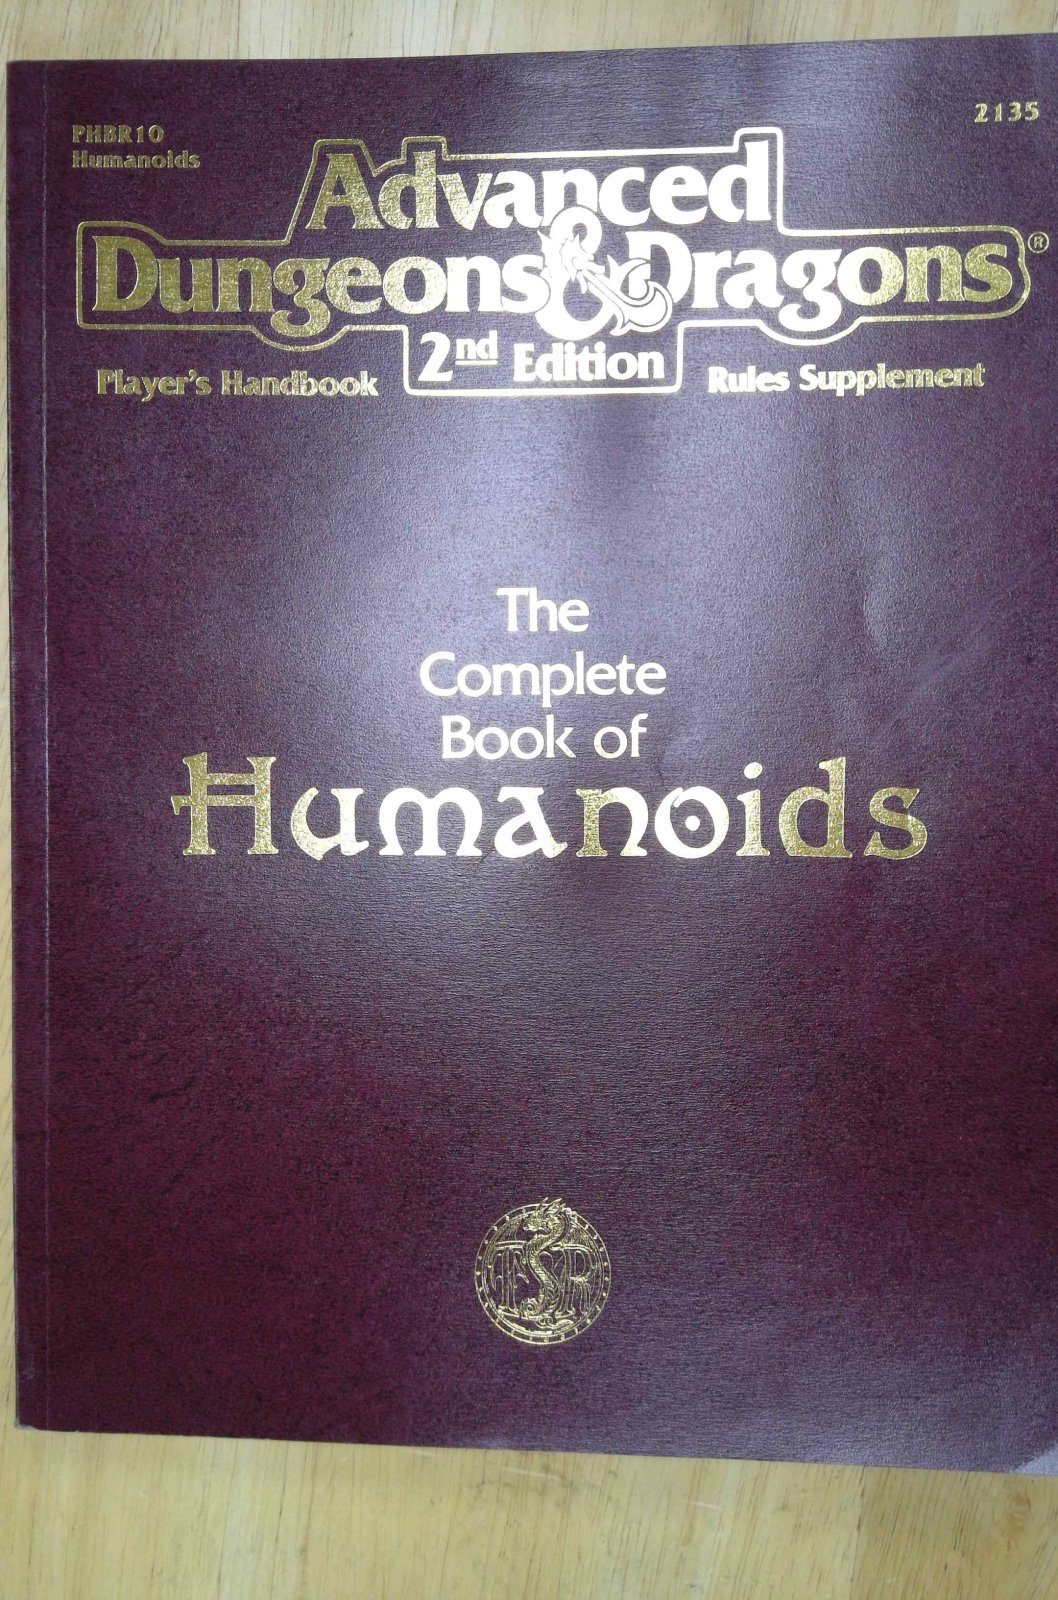 PHBR10
Humanoids
2135
Advanced
Dungeons & Dragons®
2nd Edition
Player's Handbook
Rules Supplement
The
Complete
Book of
Humanoids
TSR